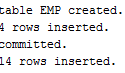 table EMP created.
4 rows inserted.
committed.
14 rows inserted.